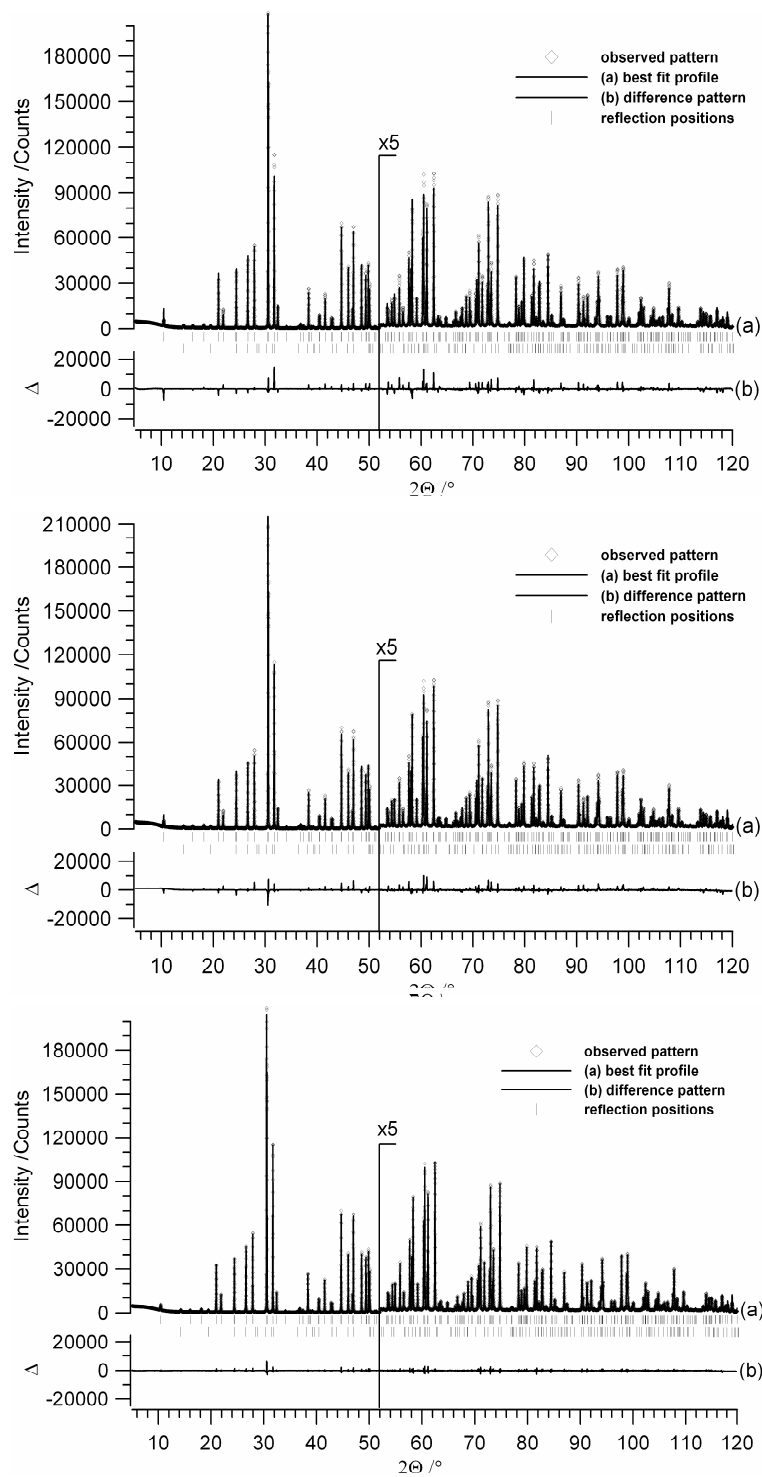 180000
150000
120000
90000
60000
30000
0
20000
0
-20000
Intensity /Counts
Δ
◇ observed pattern
(a) best fit profile
(b) difference pattern
| reflection positions
x5
(a)
(b)
10 20 30 40 50 60 70 80 90 100 110 120
2Θ /°
210000
180000
150000
120000
90000
60000
30000
0
20000
0
-20000
Intensity /Counts
Δ
◇ observed pattern
(a) best fit profile
(b) difference pattern
| reflection positions
x5
(a)
(b)
10 20 30 40 50 60 70 80 90 100 110 120
180000
150000
120000
90000
60000
30000
0
20000
0
-20000
Intensity /Counts
Δ
◇ observed pattern
(a) best fit profile
(b) difference pattern
| reflection positions
x5
(a)
(b)
10 20 30 40 50 60 70 80 90 100 110 120
2Θ /°